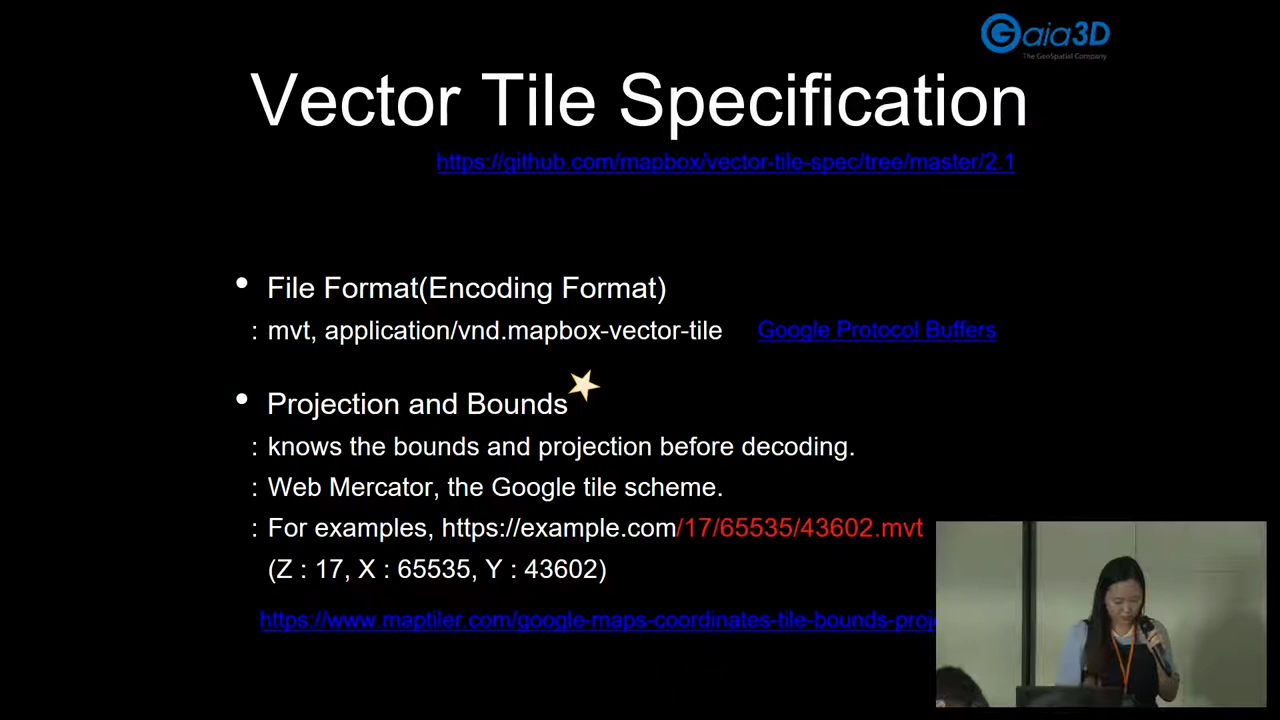 Gaia3D
The GeoSpatial Company
Vector Tile Specification
https://github.com/mapbox/vector-tile-spec/tree/master/2.1
• File Format(Encoding Format)
: mvt, application/vnd.mapbox-vector-tile Google Protocol Buffers
• Projection and Bounds
: knows the bounds and projection before decoding.
: Web Mercator, the Google tile scheme.
: For examples, https://example.com/17/65535/43602.mvt
(Z : 17, X : 65535, Y : 43602)
https://www.maptiler.com/google-maps-coordinates-tile-bounds-proj